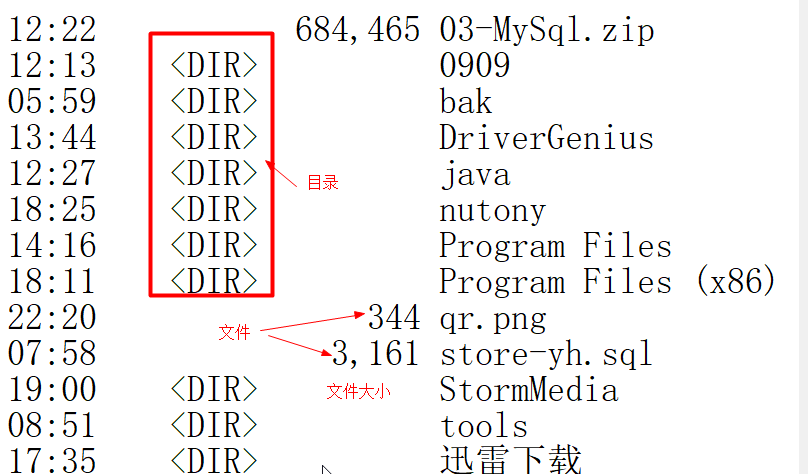 12:22 684,465 03-MySql.zip
12:13 <DIR> 0909
05:59 <DIR> bak
13:44 <DIR> DriverGenius
12:27 <DIR> java
目录
18:25 <DIR> nutony
14:16 <DIR> Program Files
18:11 <DIR> Program Files (x86)
22:20 344 qr.png
文件
07:58 3,161 store-yh.sql
19:00 <DIR> StormMedia
文件大小
08:51 <DIR> tools
17:35 <DIR> 迅雷下载